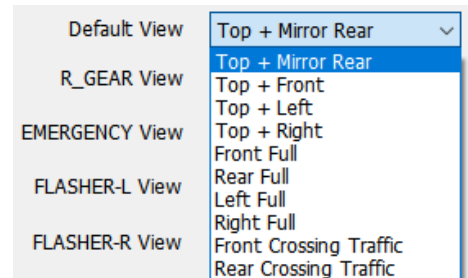 Default View Top + Mirror Rear
Top + Mirror Rear
R_GEAR View Top + Front
Top + Left
EMERGENCY View Top + Right
Front Full
FLASHER-L View Rear Full
Left Full
Right Full
FLASHER-R View Front Crossing Traffic
Rear Crossing Traffic